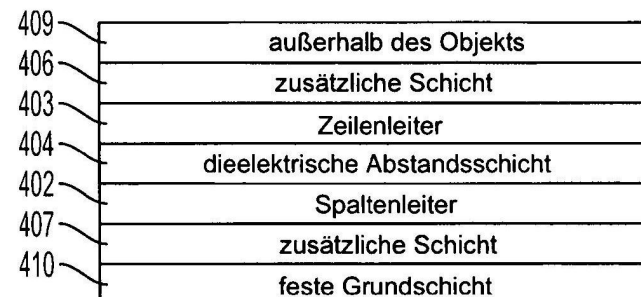 409 außerhalb des Objekts
406 zusätzliche Schicht
403 Zeilenleiter
404 dieelektrische Abstandsschicht
402 Spaltenleiter
407 zusätzliche Schicht
410 feste Grundschicht